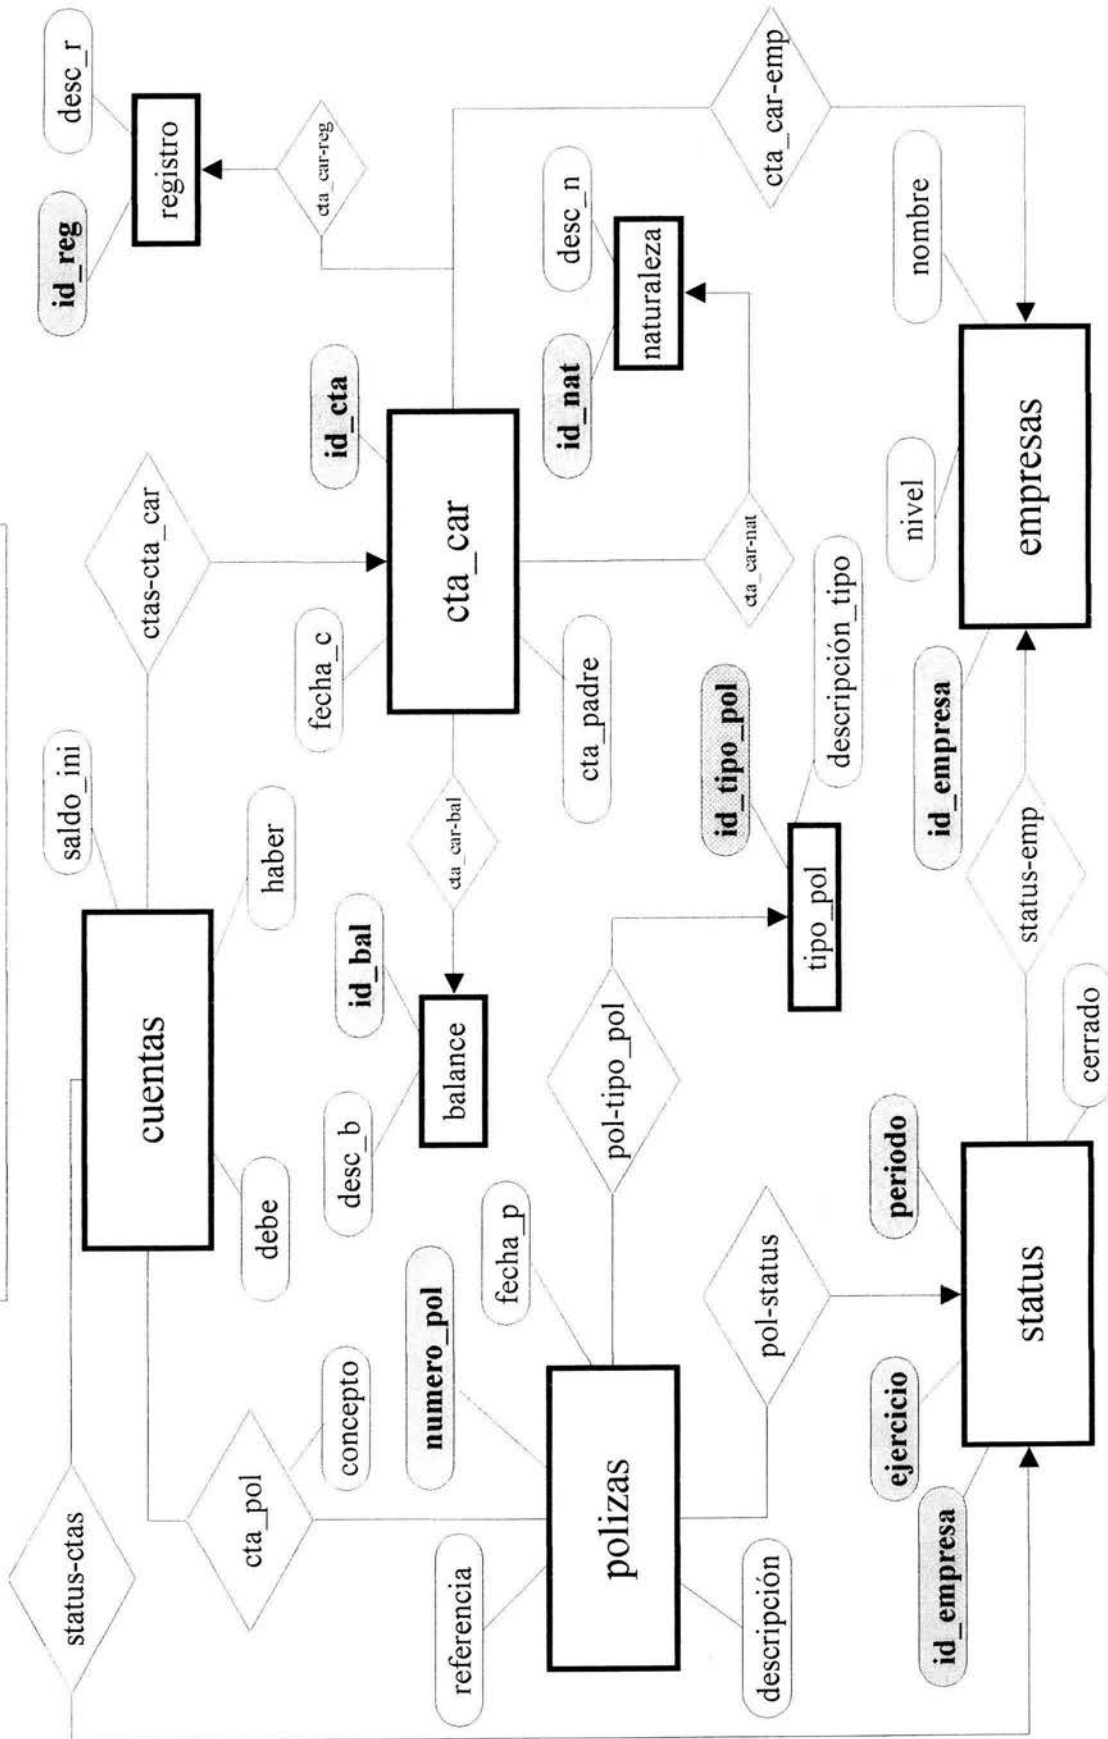 status-ctas
cuentas
saldo_ini
ctas-cta_car
id_reg
desc_r
registro
cta_car-reg
debe
haber
cta_pol
concepto
fecha_c
id_cta
cta_car
cta_padre
desc_b
id_bal
balance
cta_car-bal
id_nat
desc_n
naturaleza
cta_car-nat
cta_car-emp
referencia
numero_pol
fecha_p
polizas
descripción
pol-tipo_pol
id_tipo_pol
descripción_tipo
tipo_pol
pol-status
id_empresa
ejercicio
periodo
status
cerrado
status-emp
id_empresa
nivel
nombre
empresas